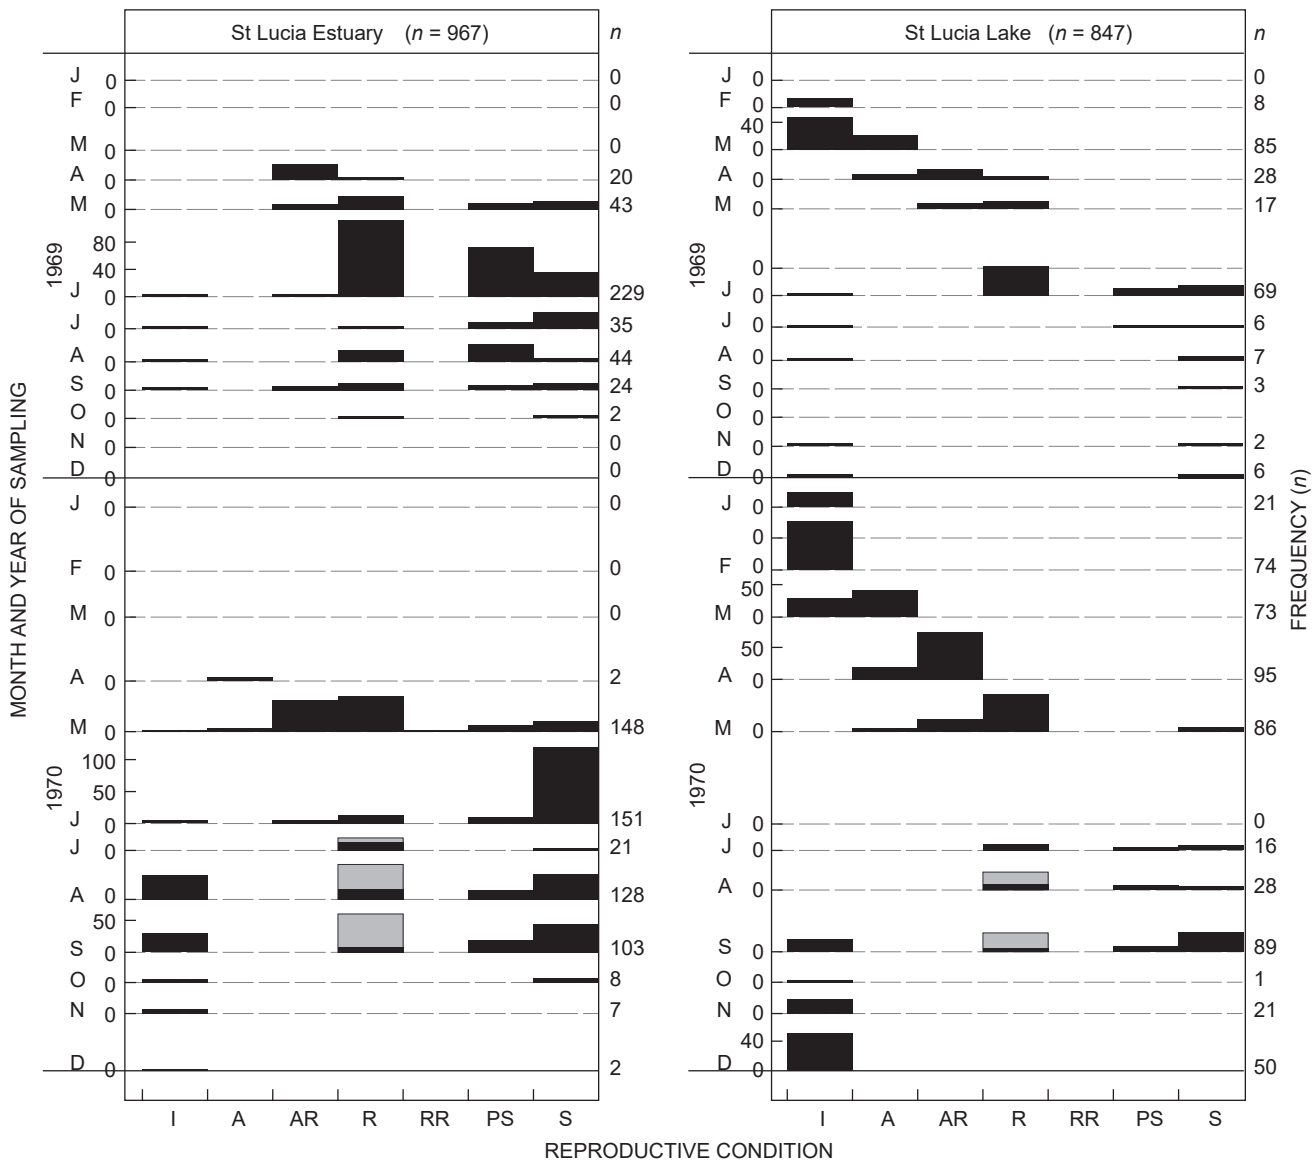 St Lucia Estuary (n = 967) n
J 0 0
F 0 0
M 0 0
A 0 20
M 0 43
80
40
J 0 229
J 0 35
A 0 44
S 0 24
O 0 2
N 0 0
D 0 0
1969
J 0 0
F 0 0
M 0 0
A 0 2
M 0 148
100
50
J 0 151
J 0 21
A 0 128
50
S 0 103
O 0 8
N 0 7
D 0 2
1970
I A AR R RR PS S
MONTH AND YEAR OF SAMPLING
St Lucia Lake (n = 847) n
J 0 0
F 0 8
40
M 0 85
A 0 28
M 0 17
0
J 0 69
J 0 6
A 0 7
S 0 3
O 0
N 0 2
D 0 6
1969
J 0 21
0
F 0 74
50
M 0 73
50
A 0 95
M 0 86
J 0 0
J 0 16
A 0 28
S 0 89
O 0 1
N 0 21
40
D 0 50
1970
I A AR R RR PS S
FREQUENCY (n)
REPRODUCTIVE CONDITION